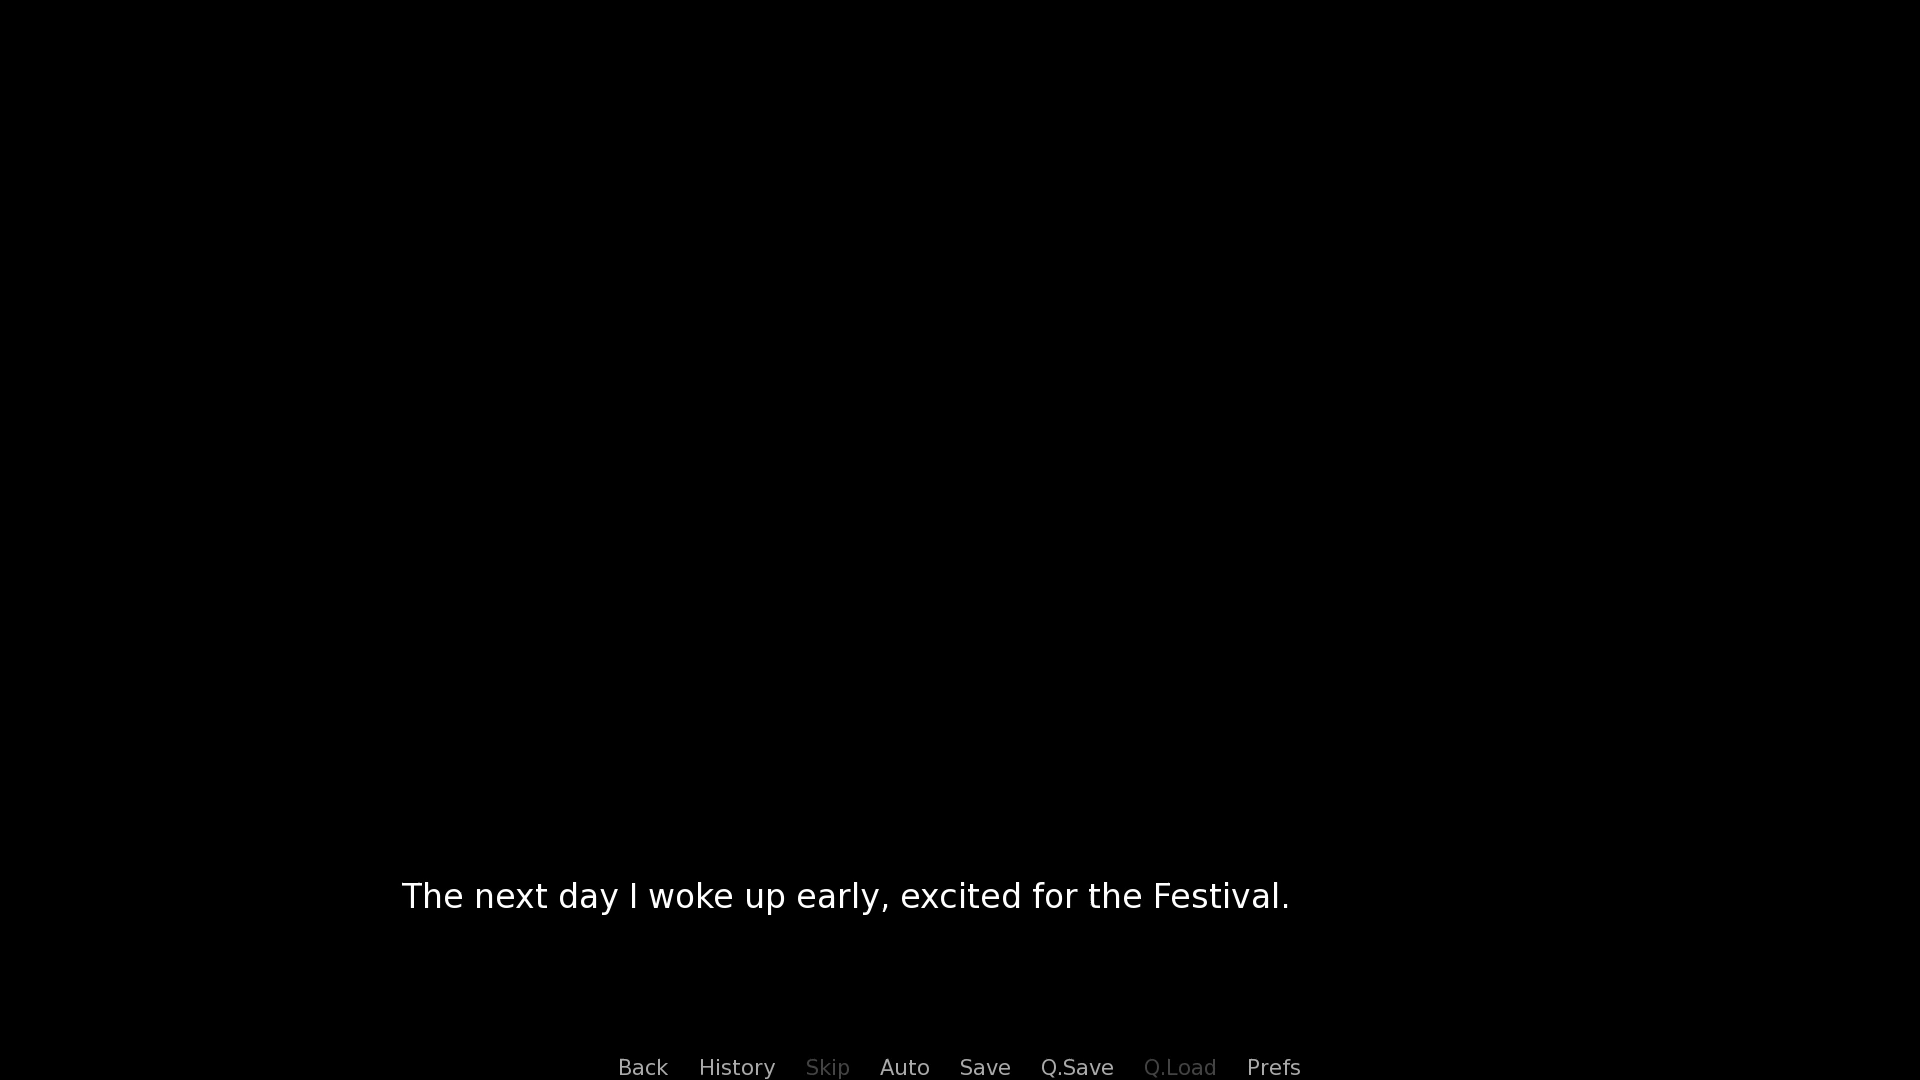 The next day I woke up early, excited for the Festival.
Back History Skip Auto Save Q.Save Q.Load Prefs